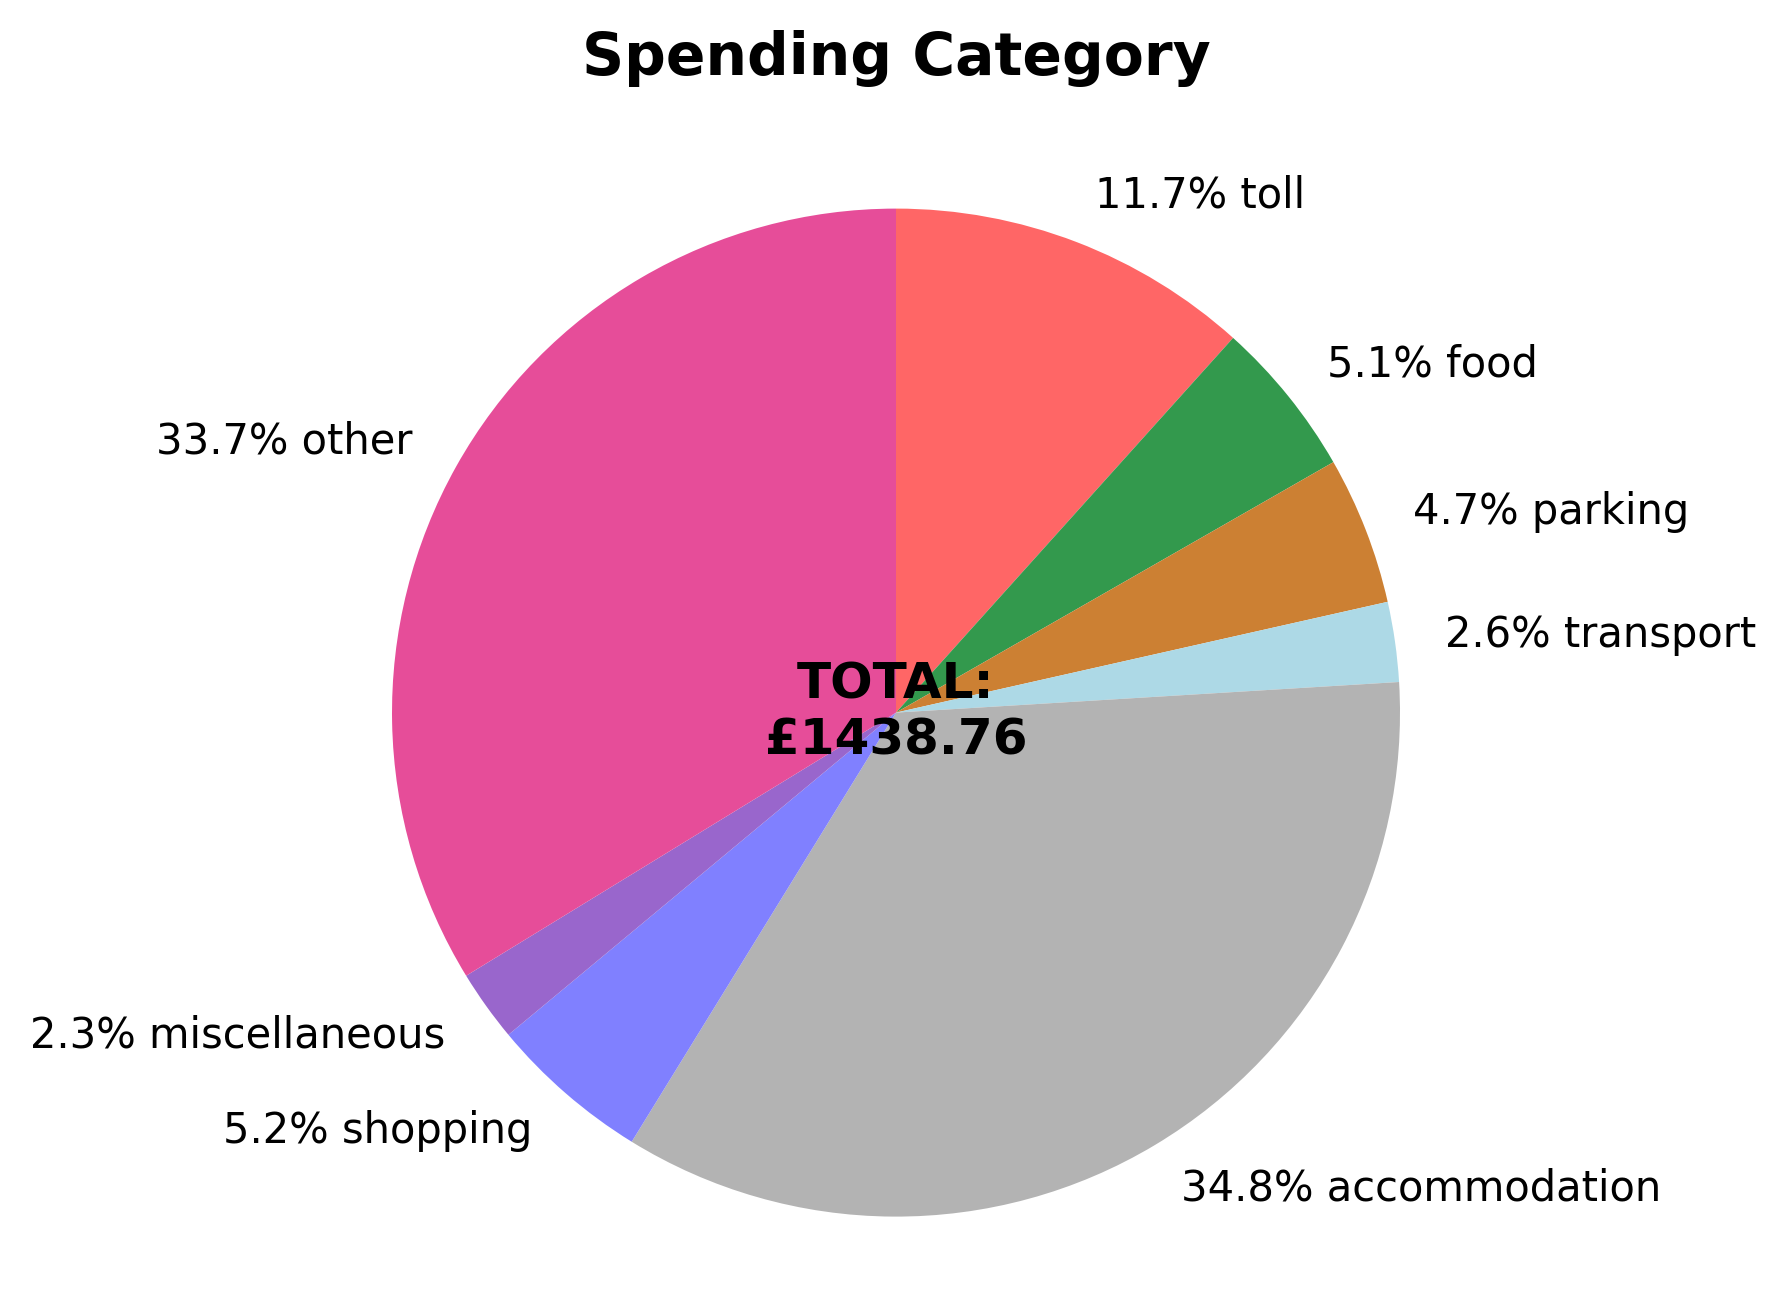 Spending Category
11.7% toll
5.1% food
33.7% other
4.7% parking
2.6% transport
TOTAL:
£1438.76
2.3% miscellaneous
5.2% shopping
34.8% accommodation